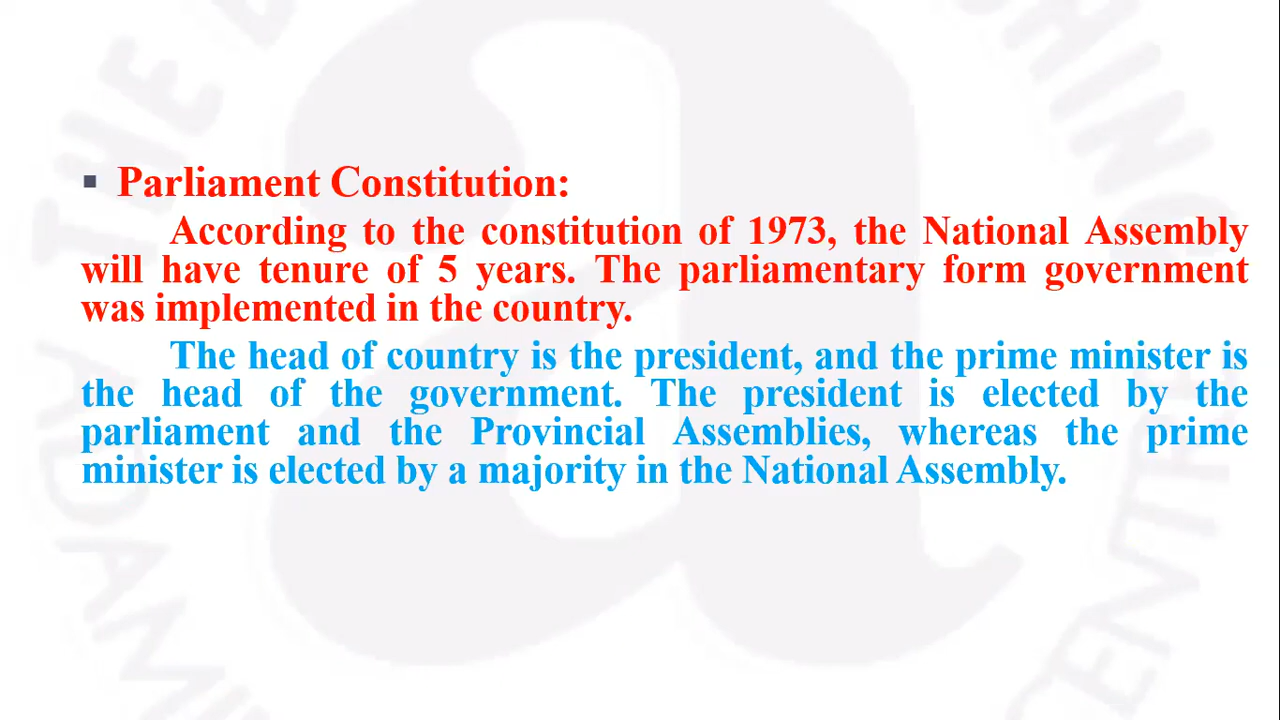 ▪ Parliament Constitution:
According to the constitution of 1973, the National Assembly
will have tenure of 5 years. The parliamentary form government
was implemented in the country.
The head of country is the president, and the prime minister is
the head of the government. The president is elected by the
parliament and the Provincial Assemblies, whereas the prime
minister is elected by a majority in the National Assembly.